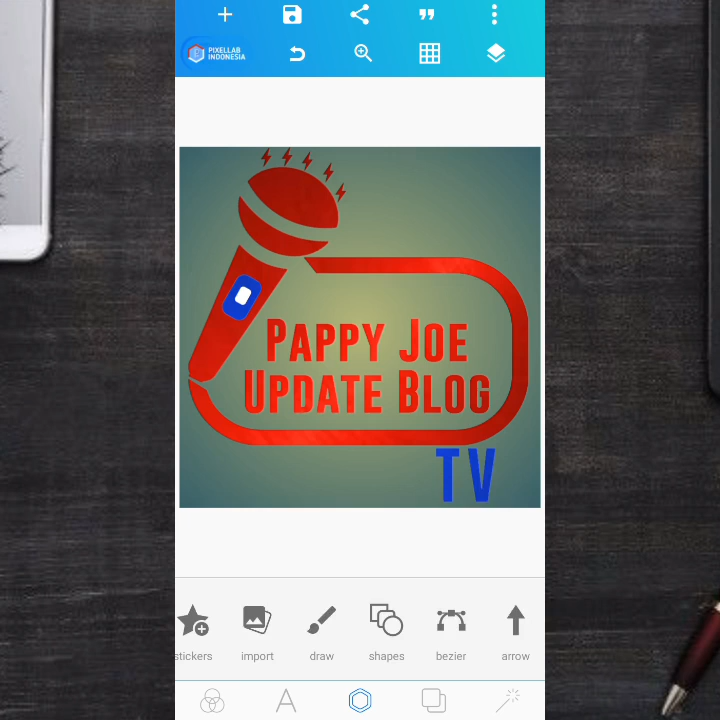 PIXELLAB
INDONESIA
PAPPY JOE
UPDATE BLOG
TV
stickers
import
draw
shapes
bezier
arrow